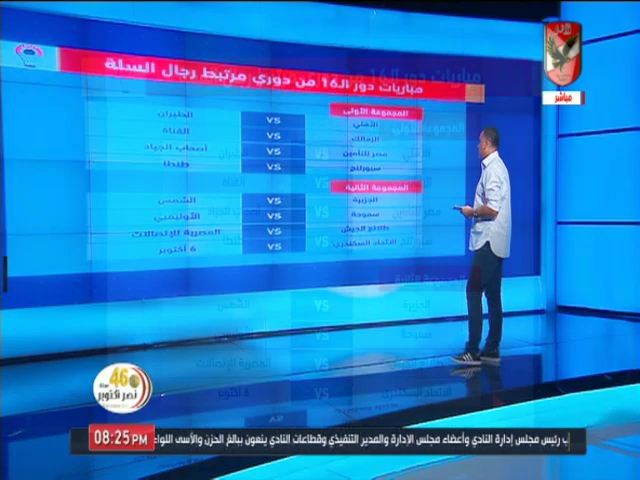 مباشر
مباريات دور الـ16 من دوري مرتبط رجال السلة
المجموعة الأولى
الأهلي VS الطيران
الزمالك VS القناة
مصر للتأمين VS أصحاب الجياد
سبورتنج VS طنطا
المجموعة الثانية
الجزيرة VS الشمس
سموحة VS الأوليمبي
طلائع الجيش VS المصرية للإتصالات
الاتحاد السكندري VS 6 أكتوبر
46 سنة
نصر أكتوبر
ب رئيس مجلس إدارة النادي وأعضاء مجلس الإدارة والمدير التنفيذي وقطاعات النادي ينعون ببالغ الحزن والأسى اللواء
08:25 PM